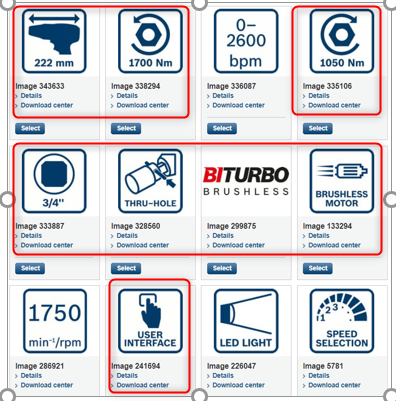 222 mm
1700 Nm
0–
2600
bpm
1050 Nm
Image 343633
Image 338294
Image 336087
Image 335106
Details
Details
Details
Details
Download center
Download center
Download center
Download center
Select
Select
Select
Select
3/4"
THRU-HOLE
BITURBO
BRUSHLESS
BRUSHLESS
MOTOR
Image 333887
Image 328560
Image 299875
Image 133294
Details
Details
Details
Details
Download center
Download center
Download center
Download center
Select
Select
Select
Select
1750
min⁻¹/rpm
USER
INTERFACE
LED LIGHT
1 2 3
SPEED
SELECTION
Image 286921
Image 241694
Image 226047
Image 5781
Details
Details
Details
Details
Download center
Download center
Download center
Download center